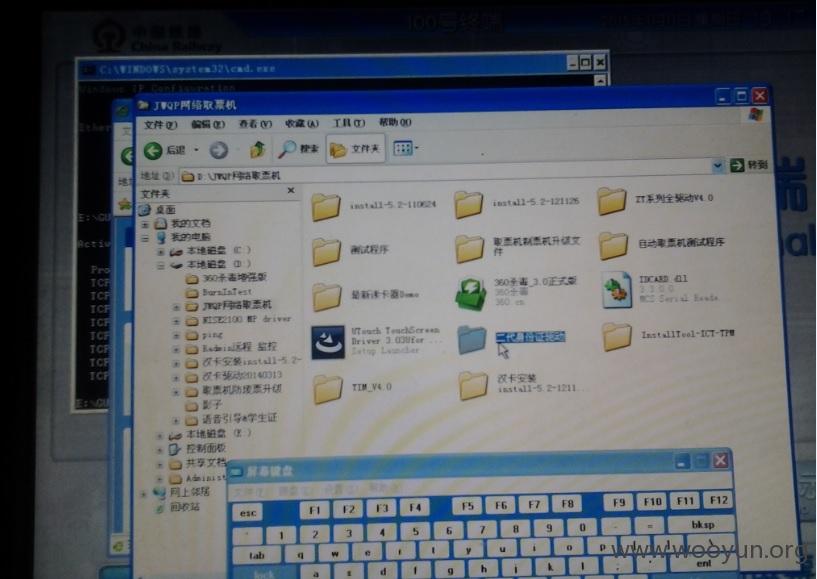 中国铁路
China Railway
100号终端
C:\WINDOWS\system32\cmd.exe
Windows IP Configuration
Ether
E:\GU
Activ
Pro
TCP
TCP
TCP
TCP
TCP
TCP
TCP
E:\GU
JWQP网络取票机
文件(F) 编辑(E) 查看(V) 收藏(A) 工具(T) 帮助(H)
后退 搜索 文件夹
地址(D) D:\JWQP网络取票机 转到
文件夹
桌面
我的文档
我的电脑
本地磁盘 (C:)
本地磁盘 (D:)
360杀毒增强版
BurnInTest
JWQP网络取票机
NISE2100 MP driver
ping
Radmin远程 监控
汉卡安装install-5.2-
汉卡驱动20140313
取票机防废票升级
影子
语音引导&学生证
本地磁盘 (E:)
控制面板
共享文档
Administ
网上邻居
回收站
install-5.2-110624
install-5.2-121126
ZT系列全驱动V4.0
测试程序
取票机制票机升级文件
自动取票机测试程序
最新读卡器Demo
360杀毒_3.0正式版
360杀毒
360.cn
IDCARD.dll
3.3.0.0
MCS Serial Reade..
UTouch TouchScreen
Driver 3.03Ufor ...
Setup Launcher
二代身份证驱动
InstallTool-ICT-TPM
TIM_V4.0
汉卡安装
install-5.2-1211...
屏幕键盘
文件(F) 键盘(K) 设置(S) 帮助(H)
esc F1 F2 F3 F4 F5 F6 F7 F8 F9 F10 F11 F12
` 1 2 3 4 5 6 7 8 9 0 - = bksp
tab q w e r t y u i o p
lock a s d f g h j k l ent
www.wooyun.org